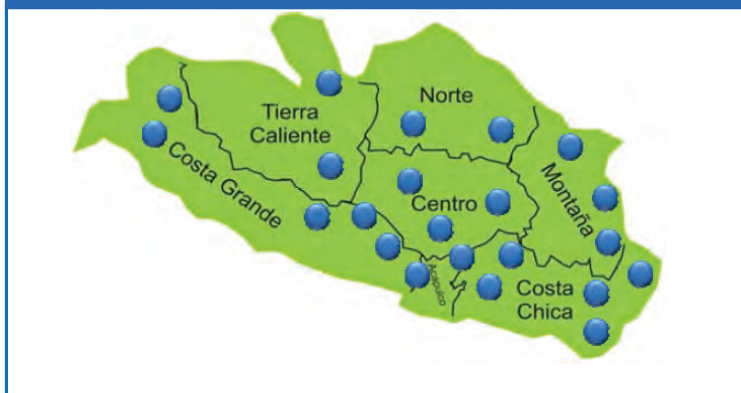 Norte
Tierra
Caliente
Costa Grande
Centro
Montaña
Acapulco
Costa
Chica